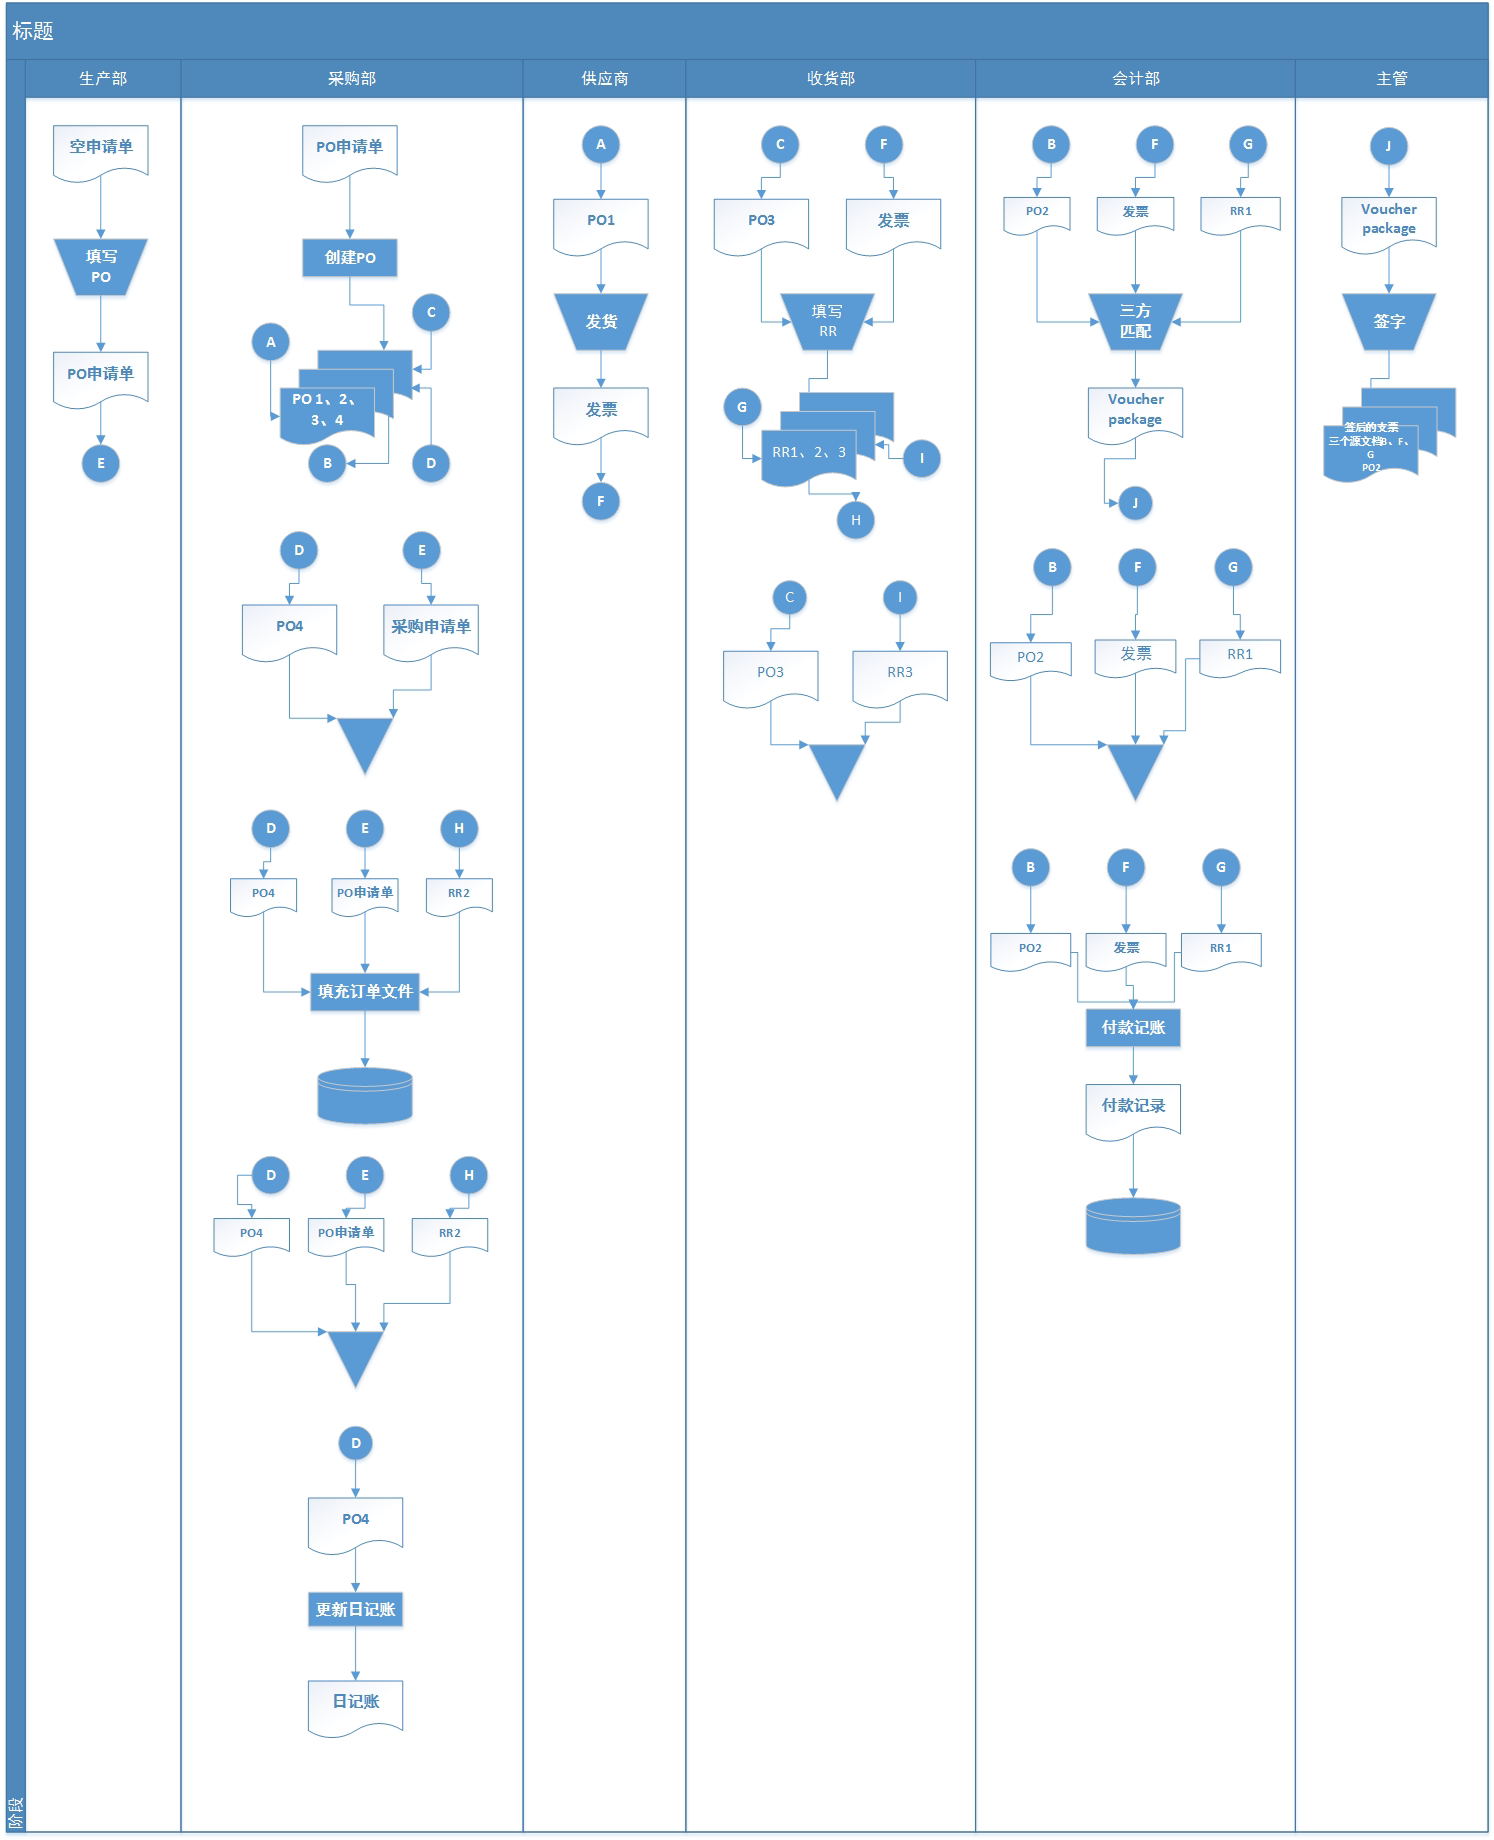 标题
生产部
采购部
供应商
收货部
会计部
主管
阶段
空申请单
填写
PO
PO申请单
E
PO申请单
创建PO
C
A
PO 1、2、
3、4
B
D
D
E
PO4
采购申请单
D
E
H
PO4
PO申请单
RR2
填充订单文件
D
E
H
PO4
PO申请单
RR2
D
PO4
更新日记账
日记账
A
PO1
发货
发票
F
C
F
PO3
发票
填写
RR
G
RR1、2、3
I
H
C
I
PO3
RR3
B
F
G
PO2
发票
RR1
三方
匹配
Voucher
package
J
B
F
G
PO2
发票
RR1
B
F
G
PO2
发票
RR1
付款记账
付款记录
J
Voucher
package
签字
签后的支票
三个源文档B、F、
G
PO2